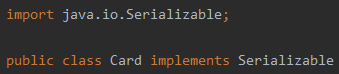 import java.io.Serializable;
public class Card implements Serializable